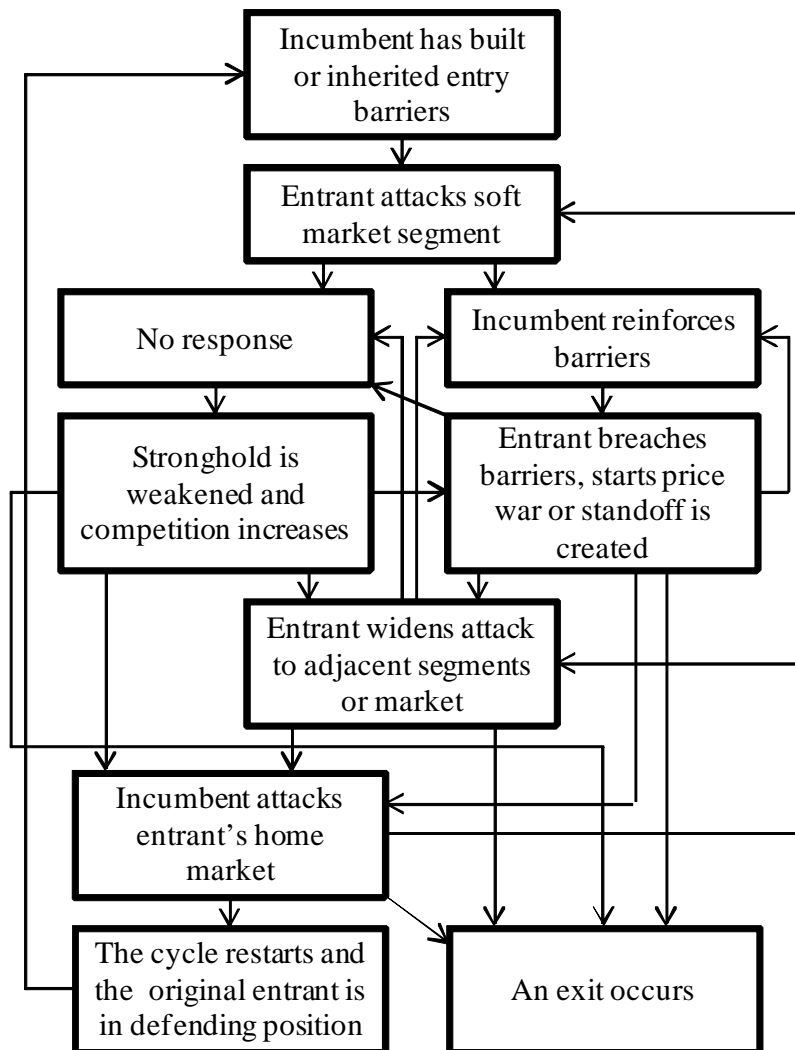 Incumbent has built
or inherited entry
barriers
Entrant attacks soft
market segment
No response
Incumbent reinforces
barriers
Stronghold is
weakened and
competition increases
Entrant breaches
barriers, starts price
war or standoff is
created
Entrant widens attack
to adjacent segments
or market
Incumbent attacks
entrant’s home
market
The cycle restarts and
the original entrant is
in defending position
An exit occurs